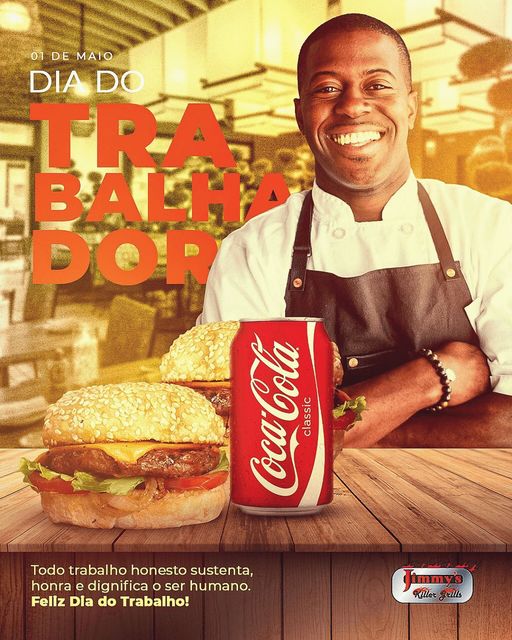 01 DE MAIO
DIA DO
TRA
BALHA
DOR
Coca-Cola
classic
Todo trabalho honesto sustenta,
honra e dignifica o ser humano.
Feliz Dia do Trabalho!
Jimmy's
Killer Grills